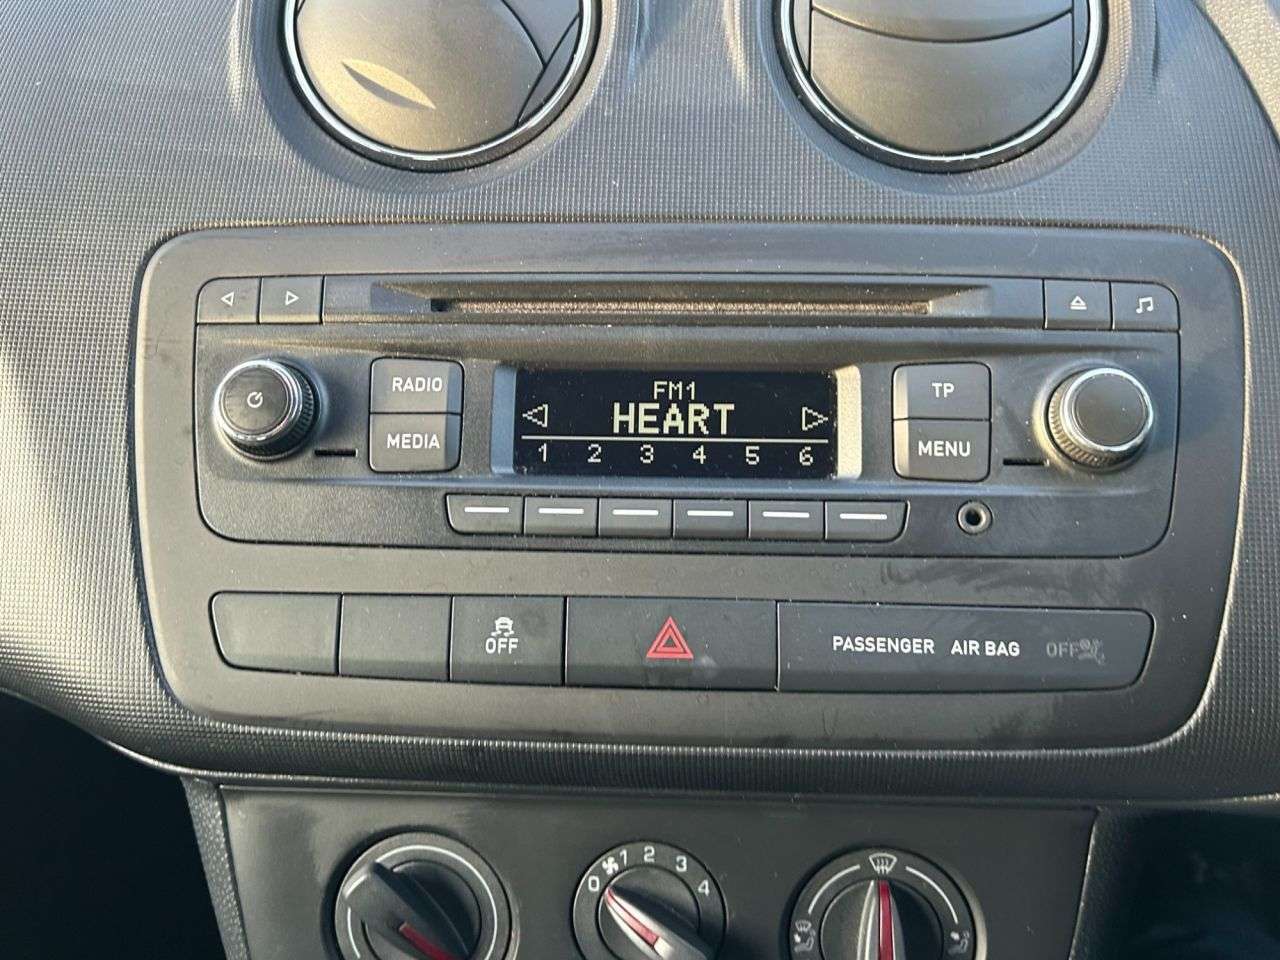 RADIO
MEDIA
FM1
HEART
1 2 3 4 5 6
TP
MENU
OFF
PASSENGER AIR BAG OFF
0 1 2 3 4